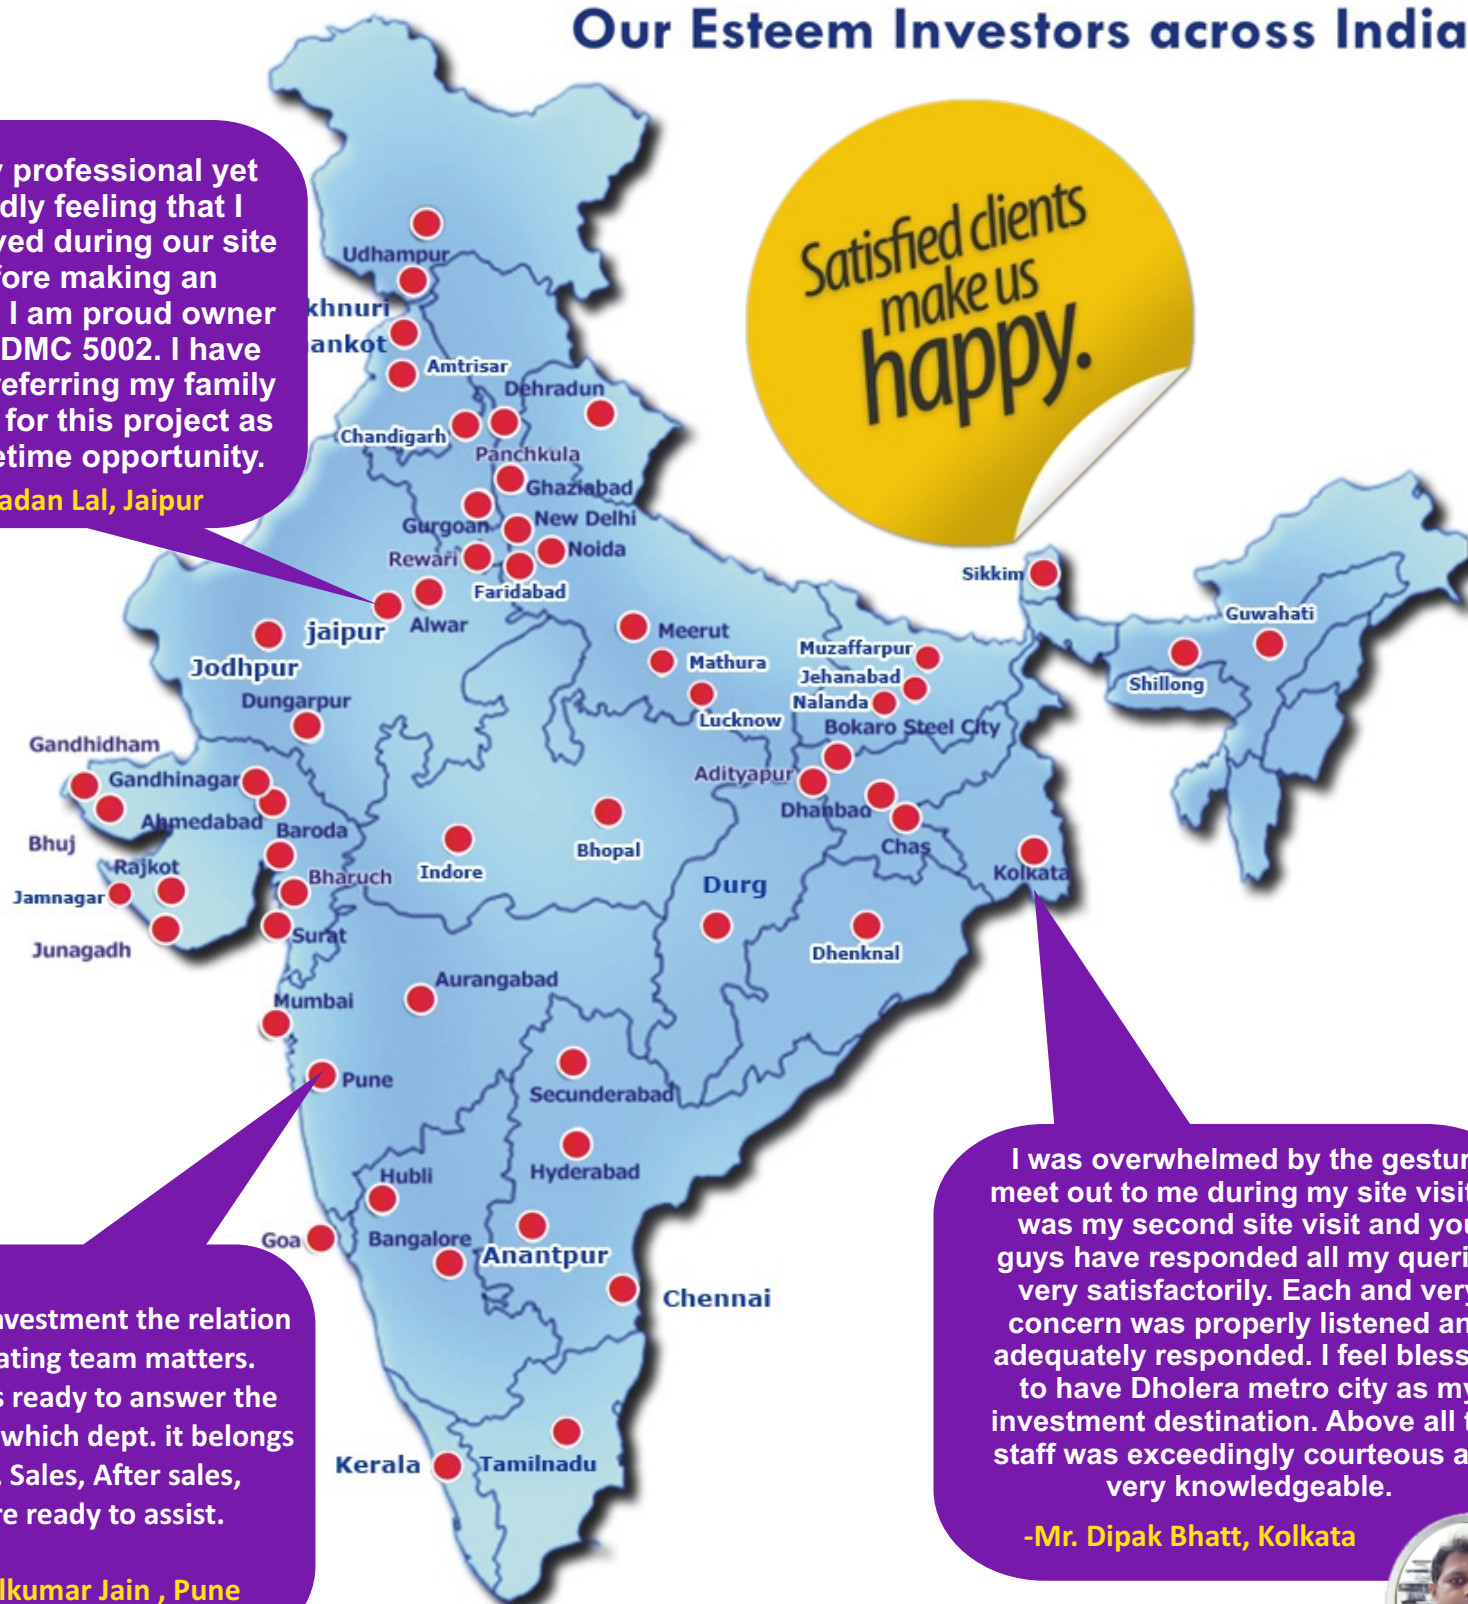 Our Esteem Investors across India
y professional yet
dly feeling that I
ved during our site
fore making an
I am proud owner
DMC 5002. I have
referring my family
for this project as
etime opportunity.
adan Lal, Jaipur
Satisfied clients
make us
happy.
Udhampur
khnuri
ankot
Amtrisar
Dehradun
Chandigarh
Panchkula
Ghaziabad
Gurgoan
New Delhi
Rewari
Noida
Faridabad
Sikkim
Guwahati
jaipur
Alwar
Meerut
Jodhpur
Mathura
Muzaffarpur
Jehanabad
Shillong
Dungarpur
Lucknow
Nalanda
Bokaro Steel City
Gandhidham
Gandhinagar
Adityapur
Ahmedabad
Baroda
Dhanbad
Bhuj
Bhopal
Chas
Rajkot
Bharuch
Indore
Kolkata
Jamnagar
Durg
Junagadh
Surat
Dhenknal
Aurangabad
Mumbai
Pune
Secunderabad
Hyderabad
Hubli
Goa
Bangalore
Anantpur
Chennai
Kerala
Tamilnadu
nvestment the relation
ating team matters.
s ready to answer the
which dept. it belongs
. Sales, After sales,
re ready to assist.
lkumar Jain , Pune
I was overwhelmed by the gestur
meet out to me during my site visit
was my second site visit and you
guys have responded all my queri
very satisfactorily. Each and very
concern was properly listened an
adequately responded. I feel bless
to have Dholera metro city as my
investment destination. Above all t
staff was exceedingly courteous a
very knowledgeable.
-Mr. Dipak Bhatt, Kolkata